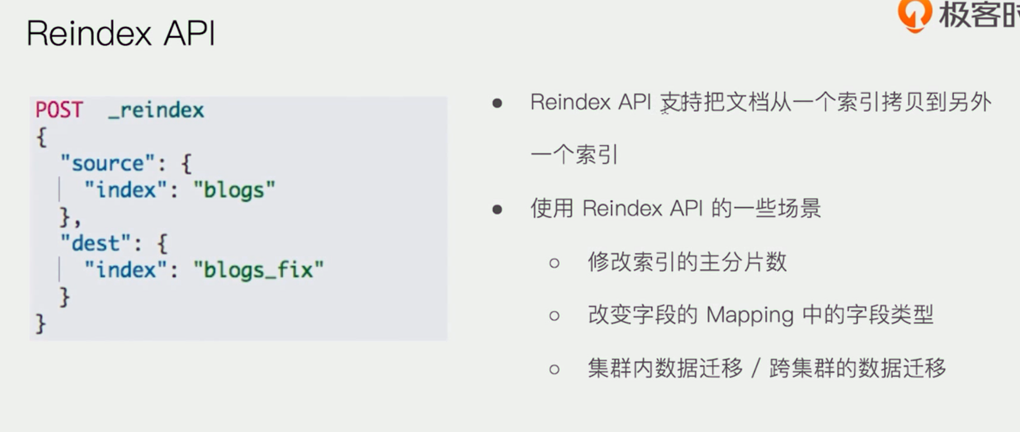 Reindex API
极客时
POST _reindex
{
"source": {
"index": "blogs"
},
"dest": {
"index": "blogs_fix"
}
}
Reindex API 支持把文档从一个索引拷贝到另外
一个索引
使用 Reindex API 的一些场景
修改索引的主分片数
改变字段的 Mapping 中的字段类型
集群内数据迁移 / 跨集群的数据迁移